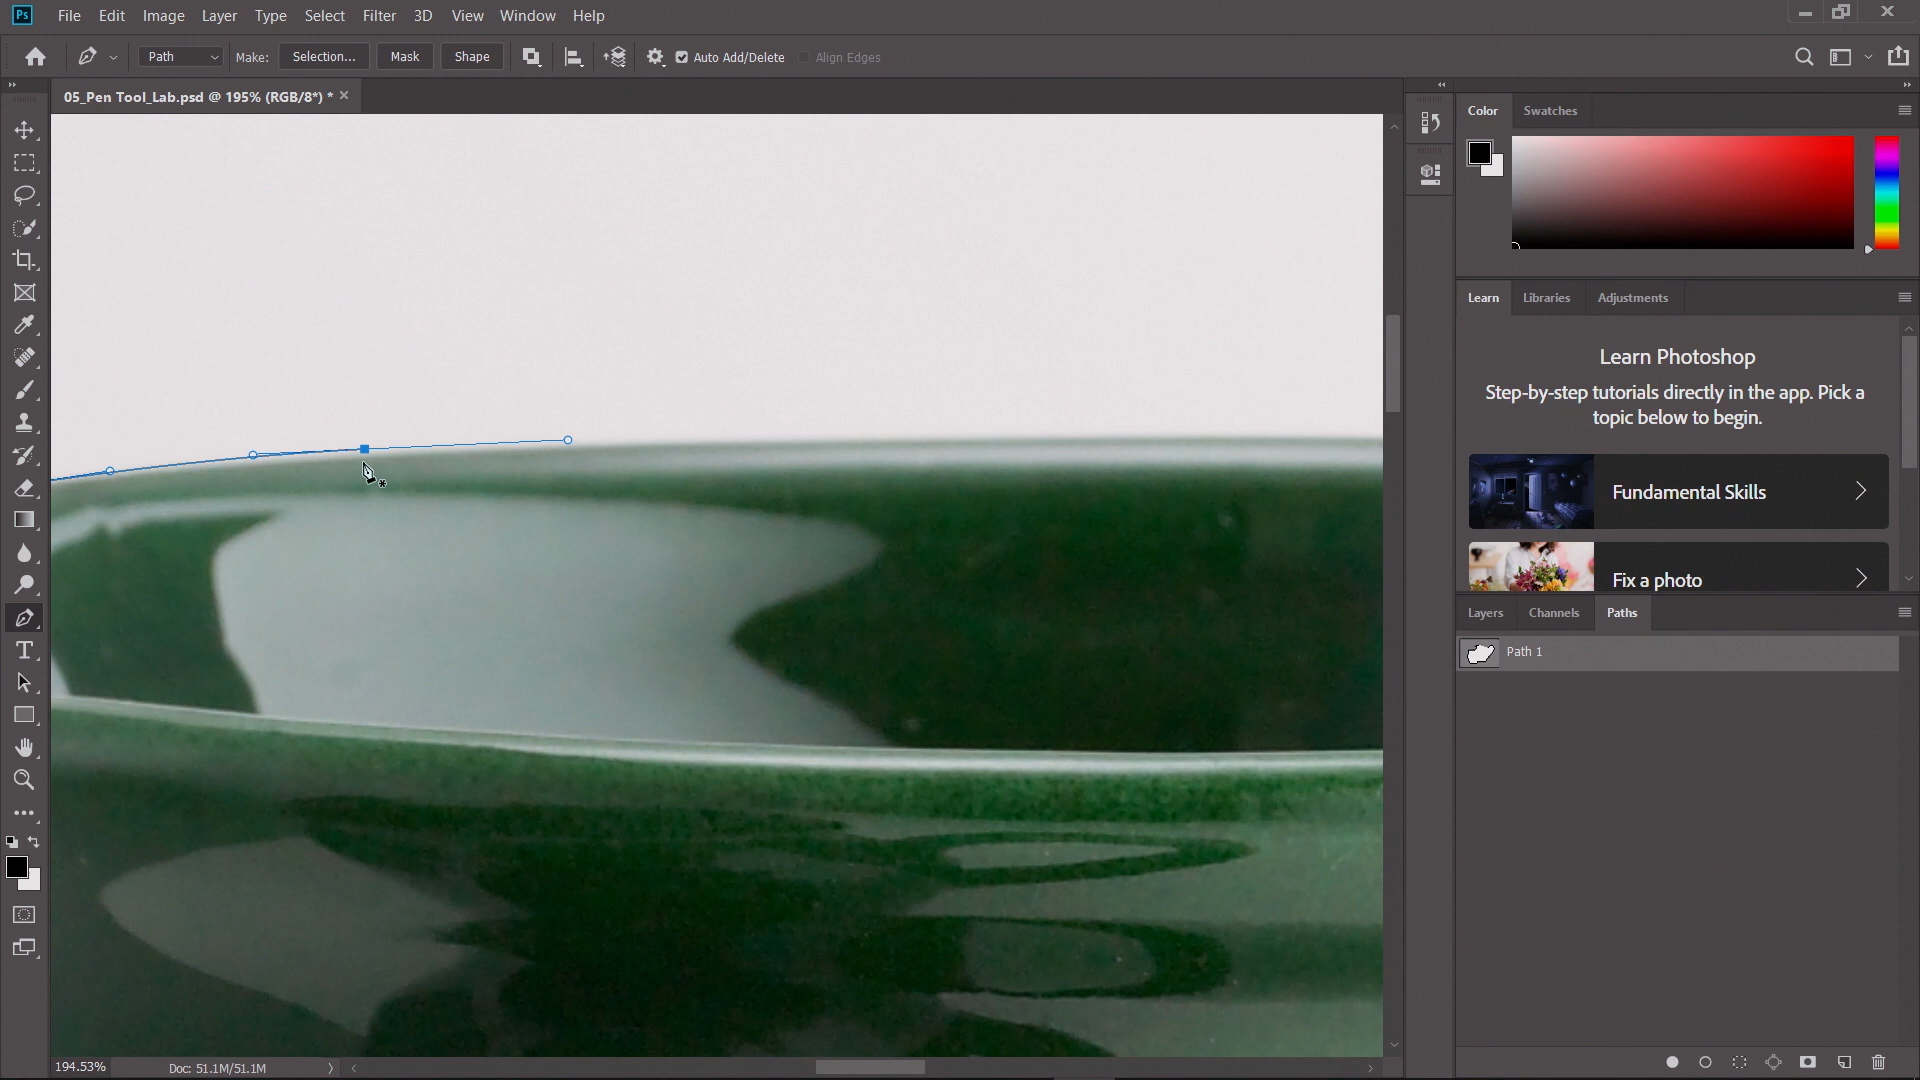 Ps File Edit Image Layer Type Select Filter 3D View Window Help
Path Make: Selection... Mask Shape Auto Add/Delete Align Edges
05_Pen Tool_Lab.psd @ 195% (RGB/8*) *
Color Swatches
Learn Libraries Adjustments
Learn Photoshop
Step-by-step tutorials directly in the app. Pick a
topic below to begin.
Fundamental Skills
Fix a photo
Layers Channels Paths
Path 1
194.53% Doc: 51.1M/51.1M